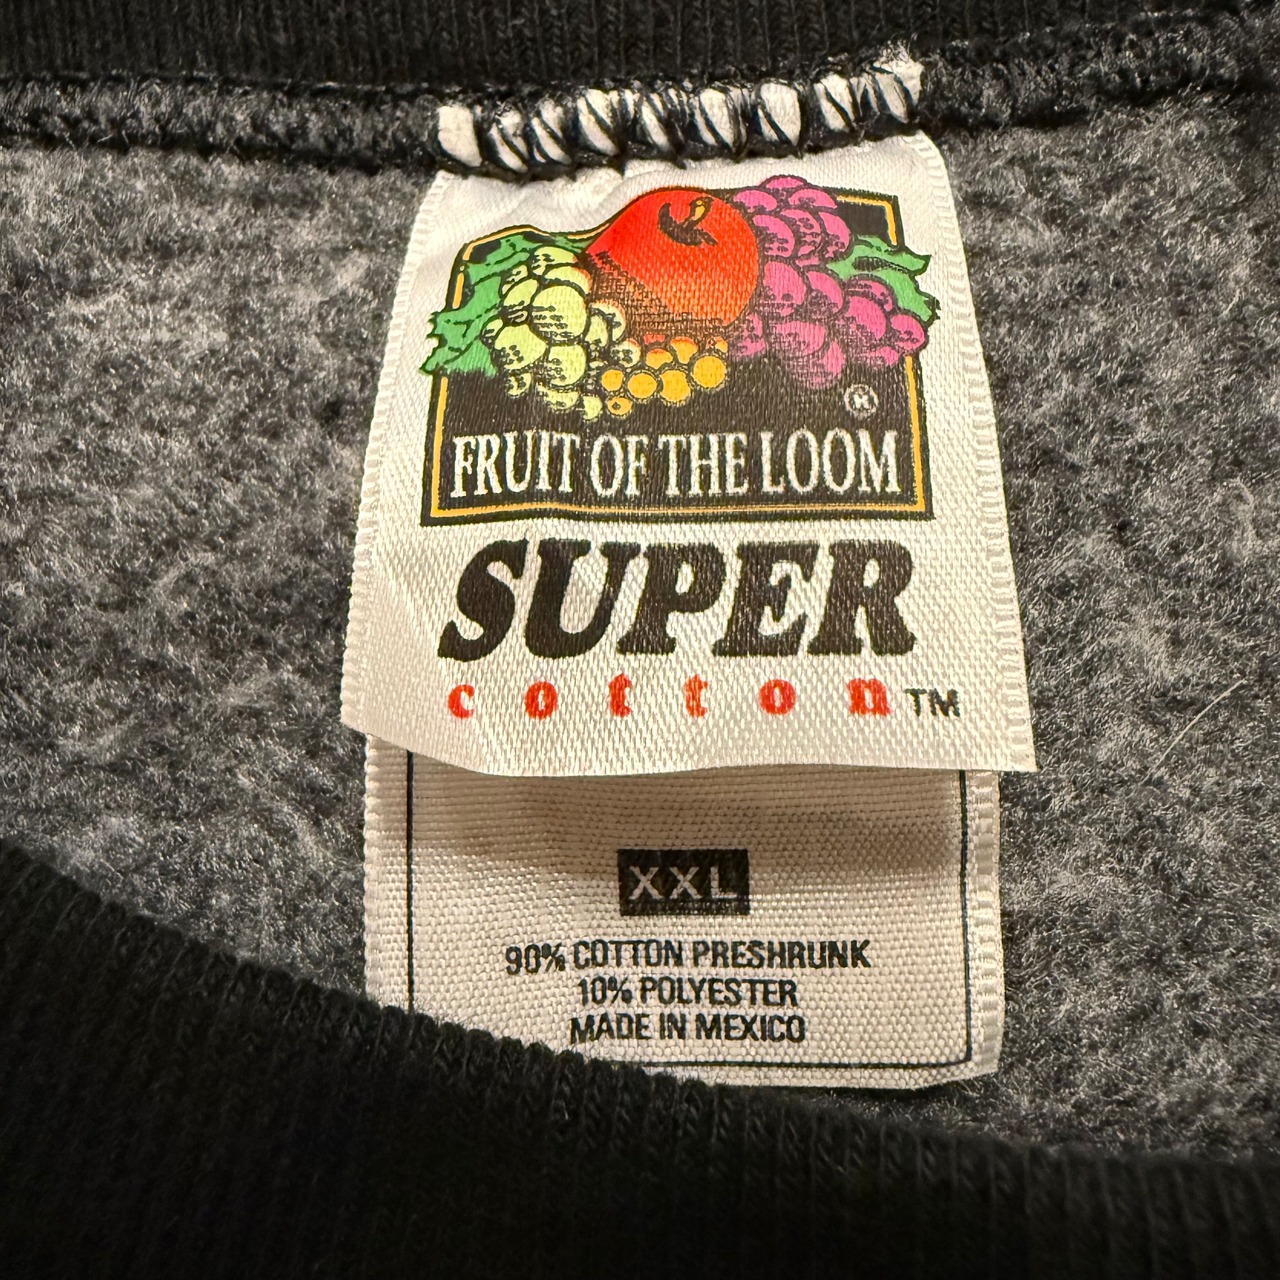 ®
FRUIT OF THE LOOM
SUPER
cotton™
XXL
90% COTTON PRESHRUNK
10% POLYESTER
MADE IN MEXICO